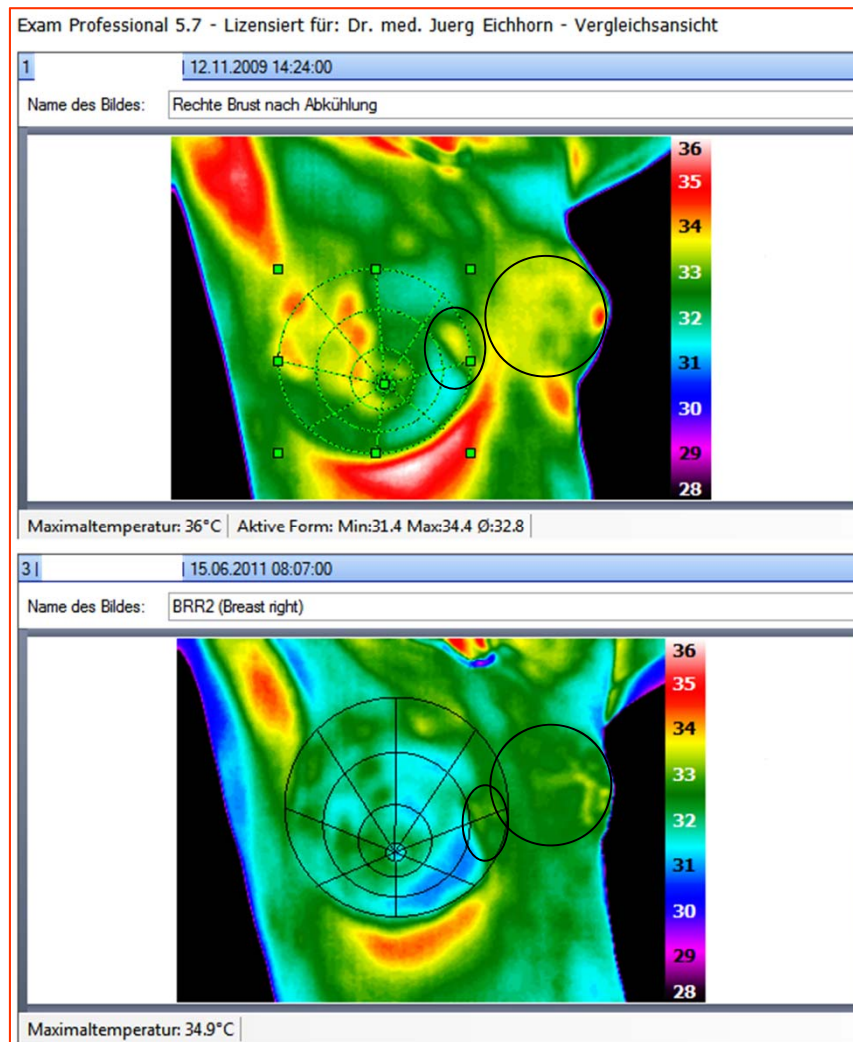 Exam Professional 5.7 - Lizensiert für: Dr. med. Juerg Eichhorn - Vergleichsansicht
1 | 12.11.2009 14:24:00
Name des Bildes: Rechte Brust nach Abkühlung
36
35
34
33
32
31
30
29
28
Maximaltemperatur: 36°C | Aktive Form: Min:31.4 Max:34.4 Ø:32.8
3 | | 15.06.2011 08:07:00
Name des Bildes: BRR2 (Breast right)
36
35
34
33
32
31
30
29
28
Maximaltemperatur: 34.9°C